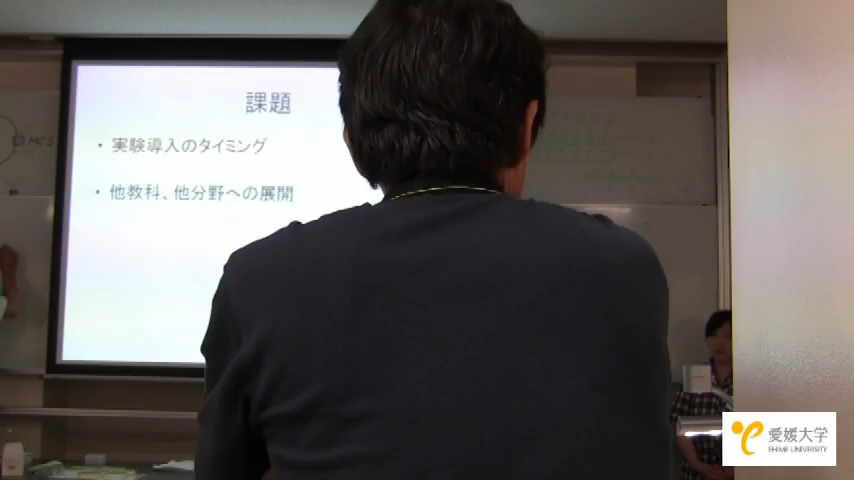 課題
・実験導入のタイミング
・他教科、他分野への展開
MCS
愛媛大学
EHIME UNIVERSITY